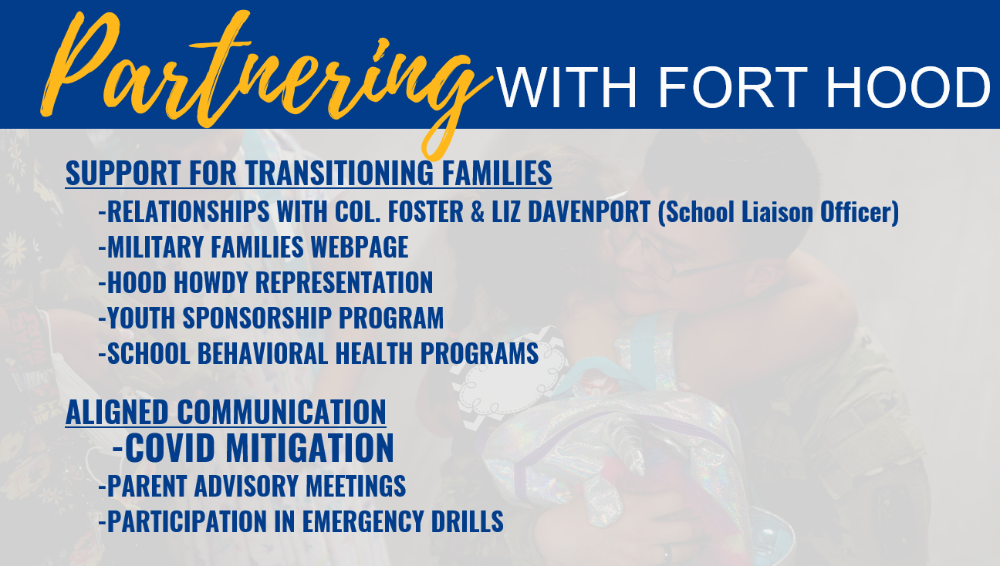 Partnering WITH FORT HOOD
SUPPORT FOR TRANSITIONING FAMILIES
-RELATIONSHIPS WITH COL. FOSTER & LIZ DAVENPORT (School Liaison Officer)
-MILITARY FAMILIES WEBPAGE
-HOOD HOWDY REPRESENTATION
-YOUTH SPONSORSHIP PROGRAM
-SCHOOL BEHAVIORAL HEALTH PROGRAMS
ALIGNED COMMUNICATION
-COVID MITIGATION
-PARENT ADVISORY MEETINGS
-PARTICIPATION IN EMERGENCY DRILLS